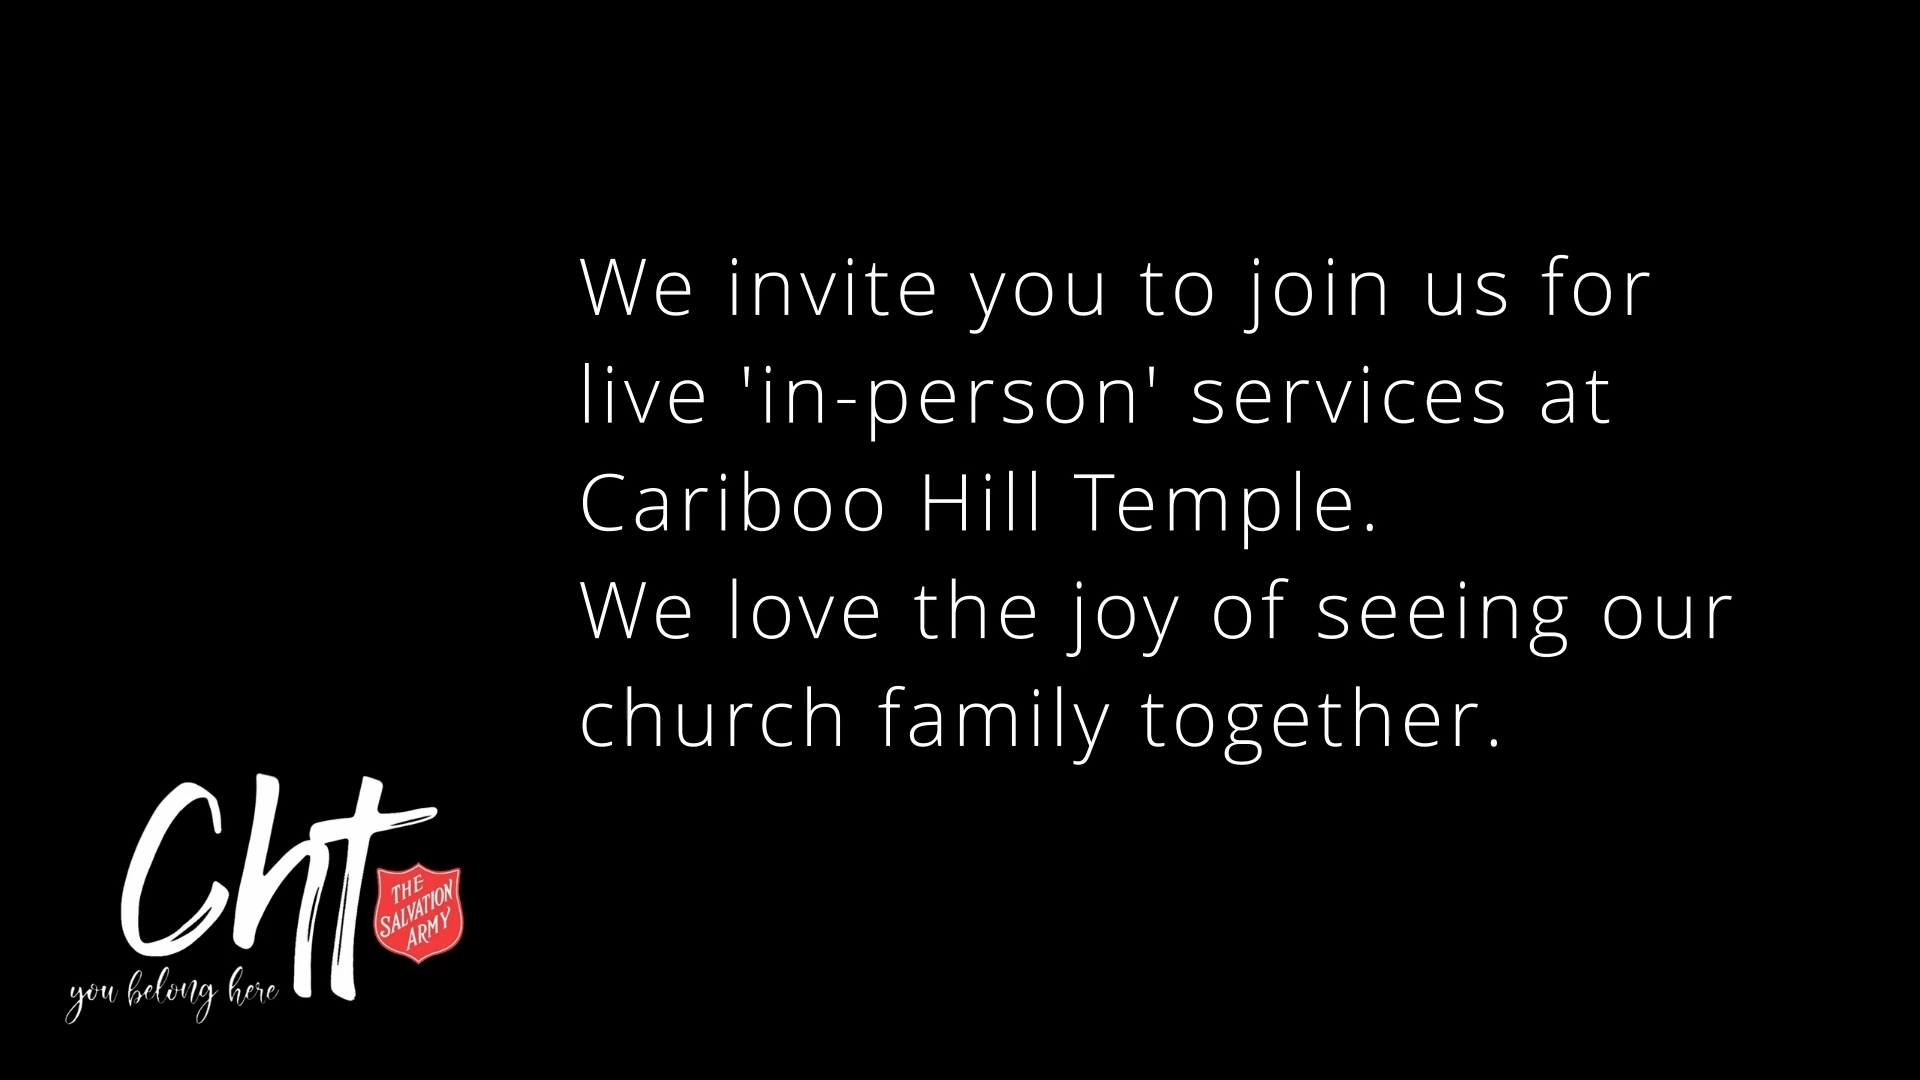 We invite you to join us for
live 'in-person' services at
Cariboo Hill Temple.
We love the joy of seeing our
church family together.
Cht
THE
SALVATION
ARMY
you belong here